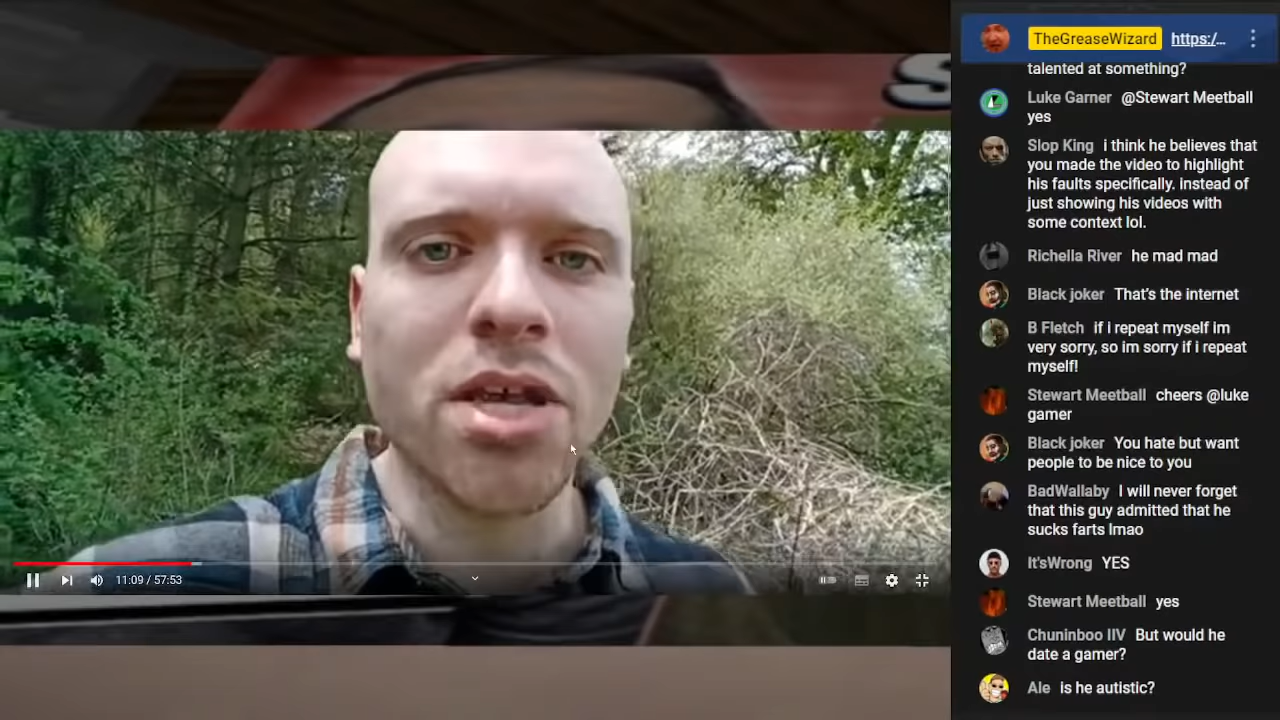 S
11:09 / 57:53
TheGreaseWizard https:/...
talented at something?
Luke Garner @Stewart Meetball
yes
Slop King i think he believes that
you made the video to highlight
his faults specifically. instead of
just showing his videos with
some context lol.
Richella River he mad mad
Black joker That's the internet
B Fletch if i repeat myself im
very sorry, so im sorry if i repeat
myself!
Stewart Meetball cheers @luke
garner
Black joker You hate but want
people to be nice to you
BadWallaby I will never forget
that this guy admitted that he
sucks farts lmao
It'sWrong YES
Stewart Meetball yes
Chuninboo IIV But would he
date a gamer?
Ale is he autistic?